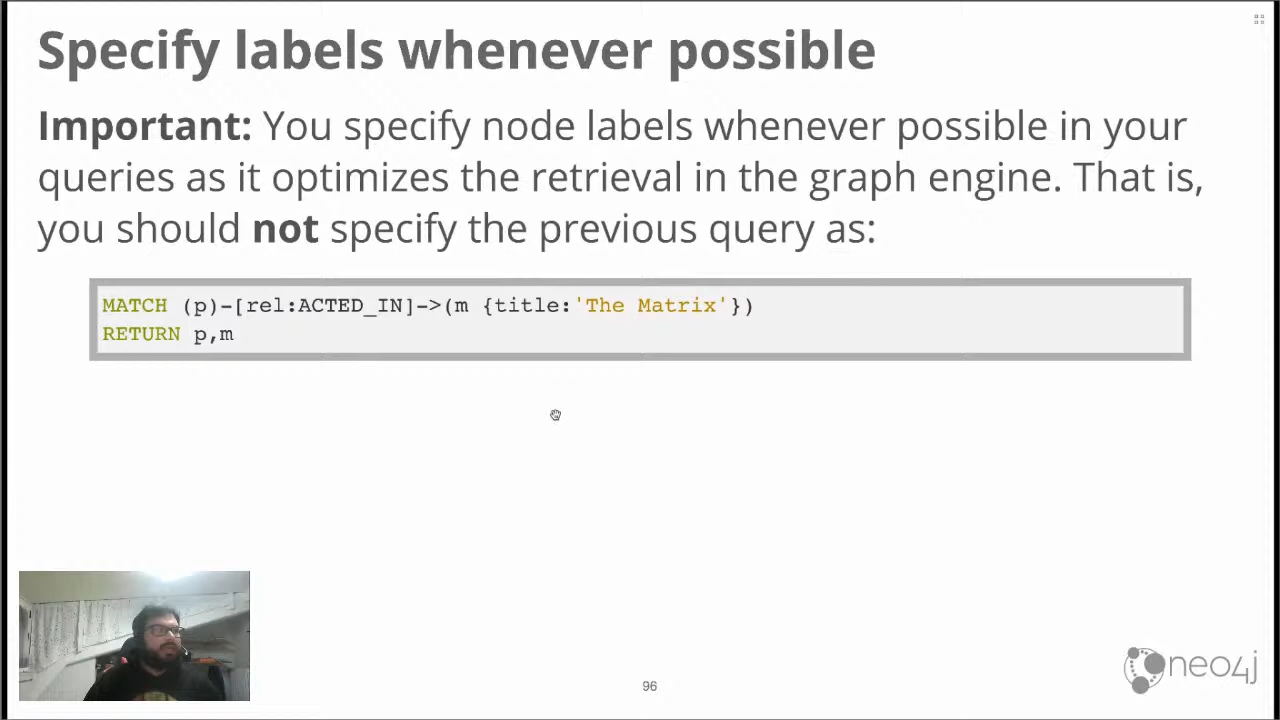 Specify labels whenever possible
Important: You specify node labels whenever possible in your
queries as it optimizes the retrieval in the graph engine. That is,
you should not specify the previous query as:
MATCH (p)-[rel:ACTED_IN]->(m {title:'The Matrix'})
RETURN p,m
neo4j
96